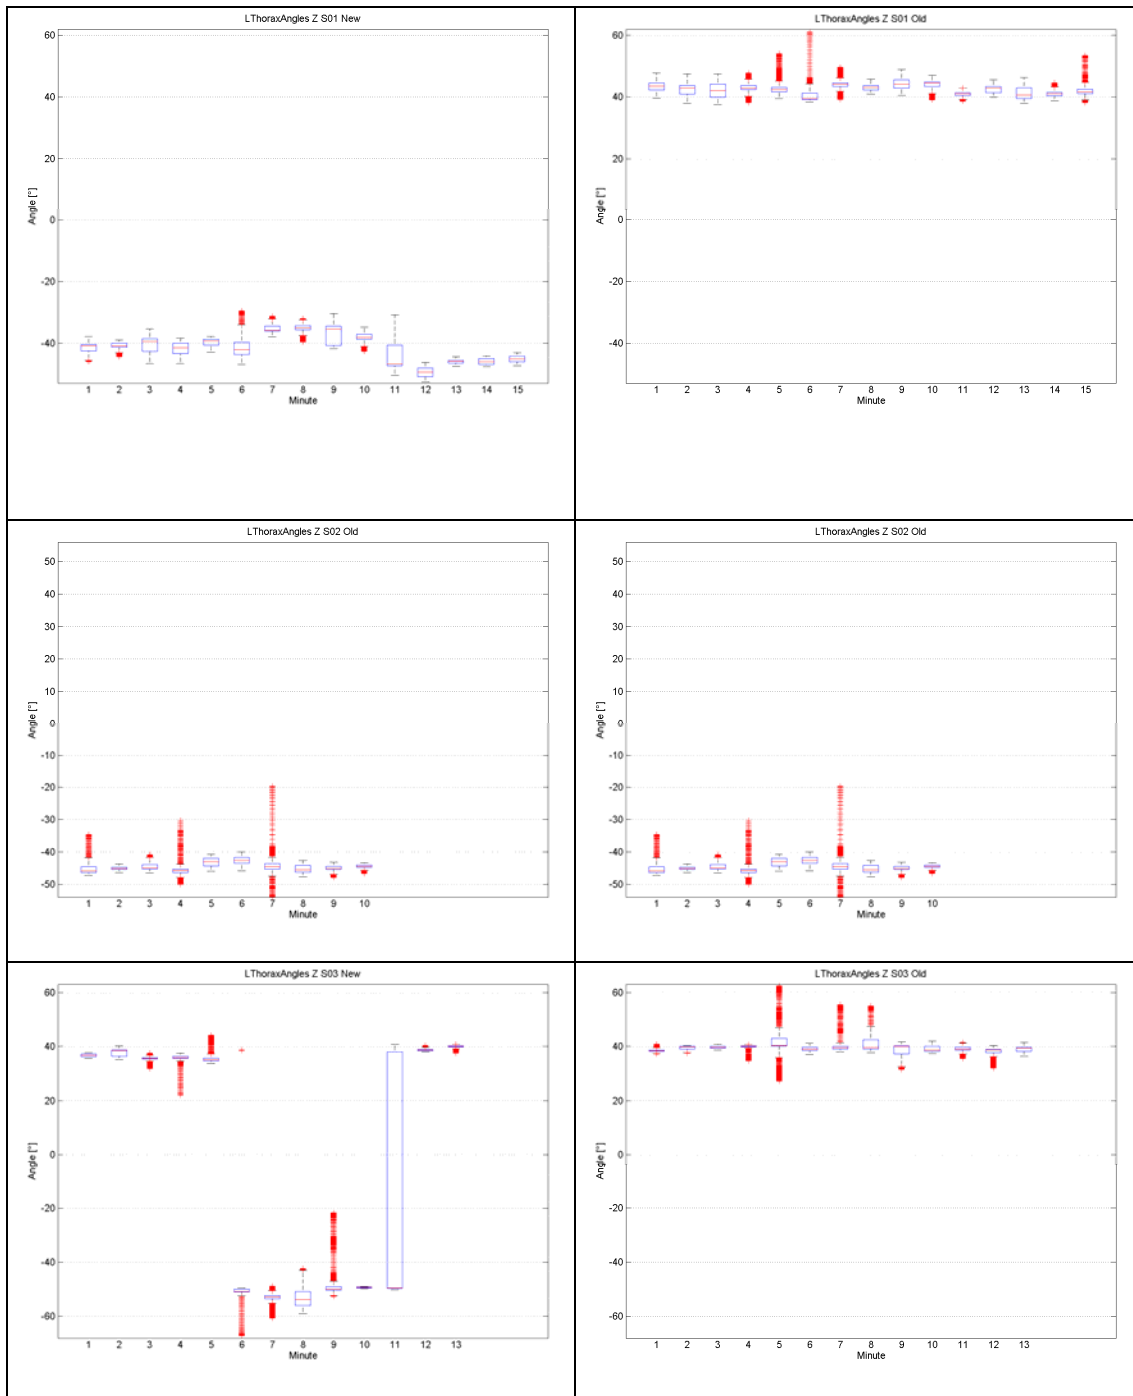 LThoraxAngles Z S01 New
60
40
20
0
-20
-40
Angle [°]
1 2 3 4 5 6 7 8 9 10 11 12 13 14 15
Minute
LThoraxAngles Z S01 Old
60
40
20
0
-20
-40
Angle [°]
1 2 3 4 5 6 7 8 9 10 11 12 13 14 15
Minute
LThoraxAngles Z S02 Old
50
40
30
20
10
0
-10
-20
-30
-40
-50
Angle [°]
1 2 3 4 5 6 7 8 9 10
Minute
LThoraxAngles Z S02 Old
50
40
30
20
10
0
-10
-20
-30
-40
-50
Angle [°]
1 2 3 4 5 6 7 8 9 10
Minute
LThoraxAngles Z S03 New
60
40
20
0
-20
-40
-60
Angle [°]
1 2 3 4 5 6 7 8 9 10 11 12 13
Minute
LThoraxAngles Z S03 Old
60
40
20
0
-20
-40
-60
Angle [°]
1 2 3 4 5 6 7 8 9 10 11 12 13
Minute